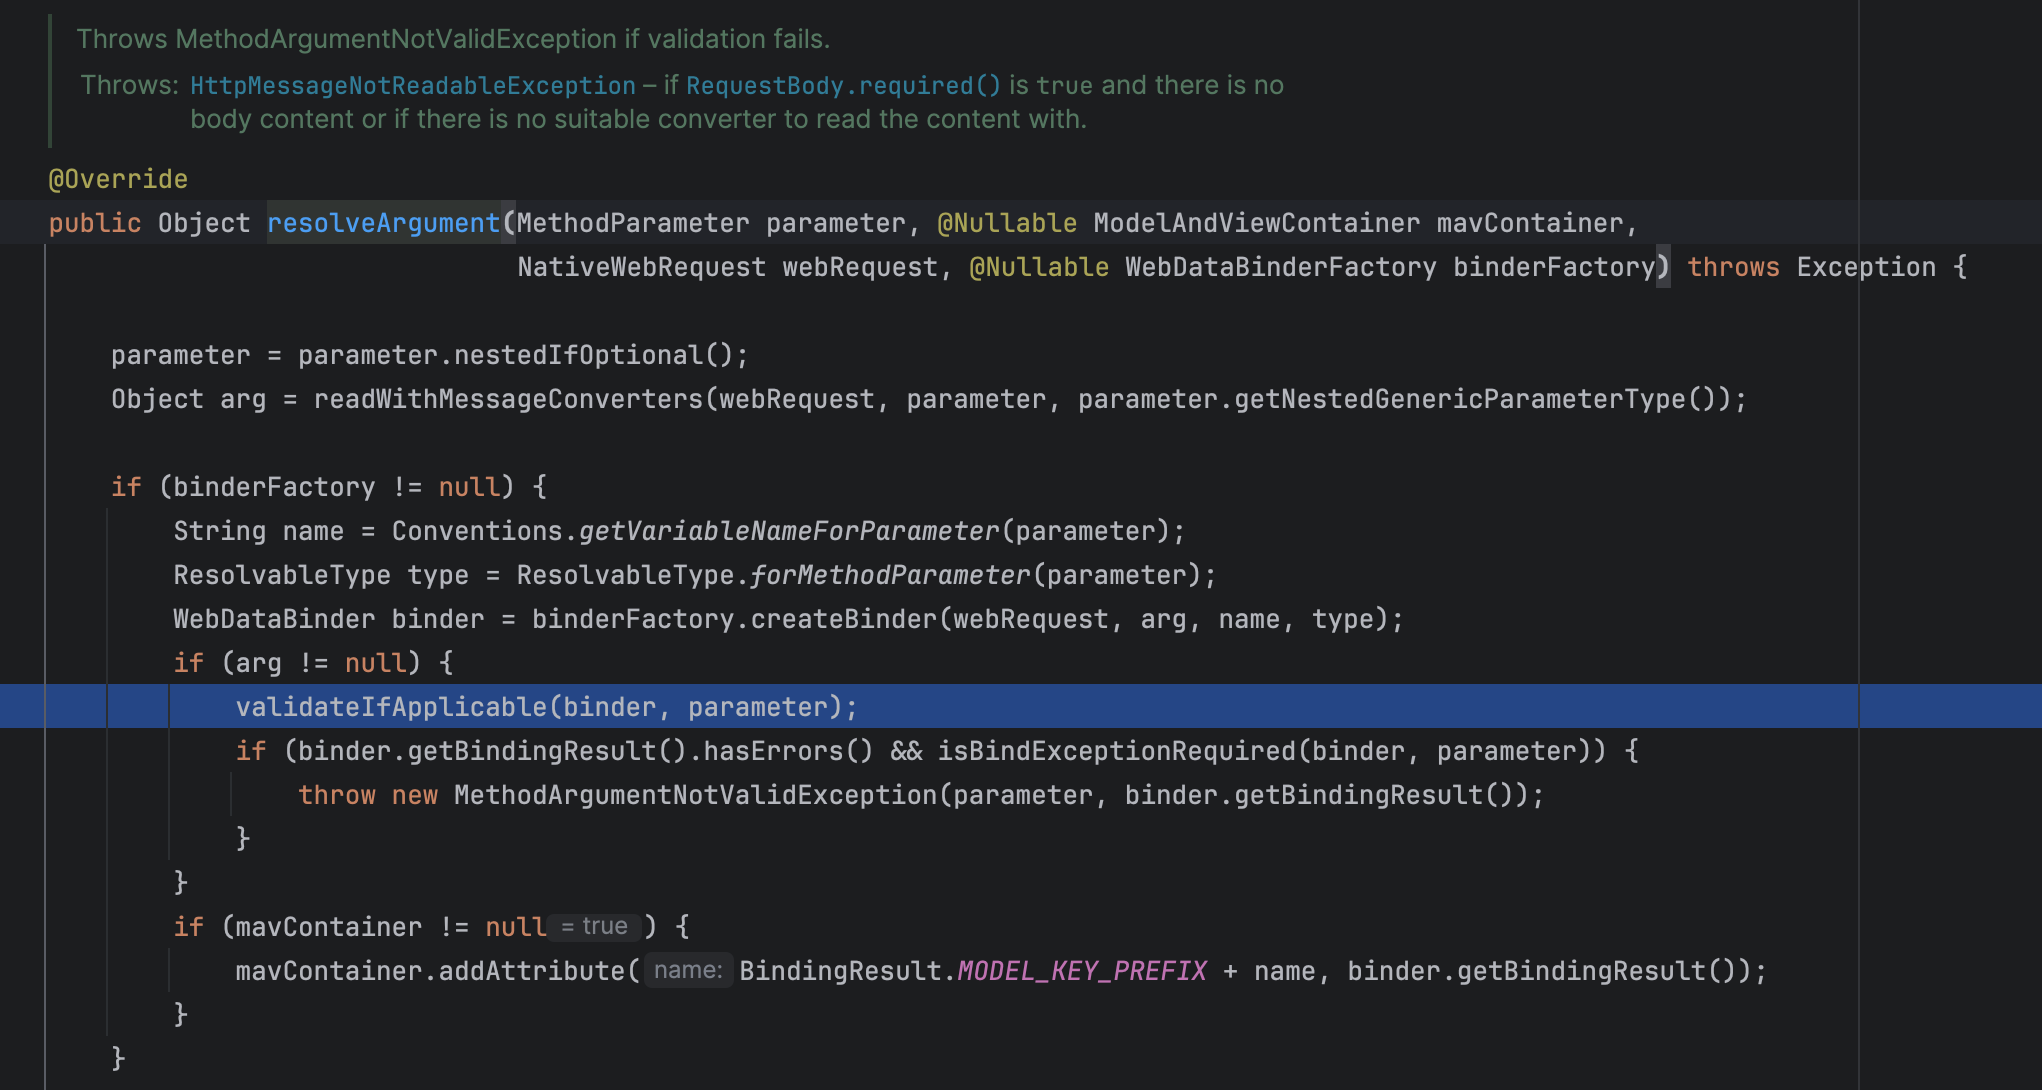 Throws MethodArgumentNotValidException if validation fails.
Throws: HttpMessageNotReadableException – if RequestBody.required() is true and there is no
body content or if there is no suitable converter to read the content with.
@Override
public Object resolveArgument(MethodParameter parameter, @Nullable ModelAndViewContainer mavContainer,
NativeWebRequest webRequest, @Nullable WebDataBinderFactory binderFactory) throws Exception {
parameter = parameter.nestedIfOptional();
Object arg = readWithMessageConverters(webRequest, parameter, parameter.getNestedGenericParameterType());
if (binderFactory != null) {
String name = Conventions.getVariableNameForParameter(parameter);
ResolvableType type = ResolvableType.forMethodParameter(parameter);
WebDataBinder binder = binderFactory.createBinder(webRequest, arg, name, type);
if (arg != null) {
validateIfApplicable(binder, parameter);
if (binder.getBindingResult().hasErrors() && isBindExceptionRequired(binder, parameter)) {
throw new MethodArgumentNotValidException(parameter, binder.getBindingResult());
}
}
if (mavContainer != null = true ) {
mavContainer.addAttribute( name: BindingResult.MODEL_KEY_PREFIX + name, binder.getBindingResult());
}
}